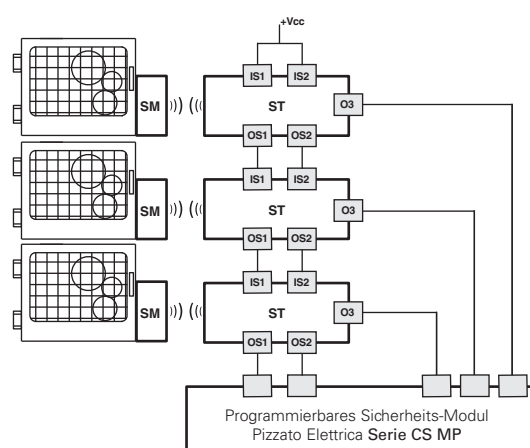 +Vcc
IS1 IS2
SM ST O3
OS1 OS2
IS1 IS2
SM ST O3
OS1 OS2
IS1 IS2
SM ST O3
OS1 OS2
Programmierbares Sicherheits-Modul
Pizzato Elettrica Serie CS MP